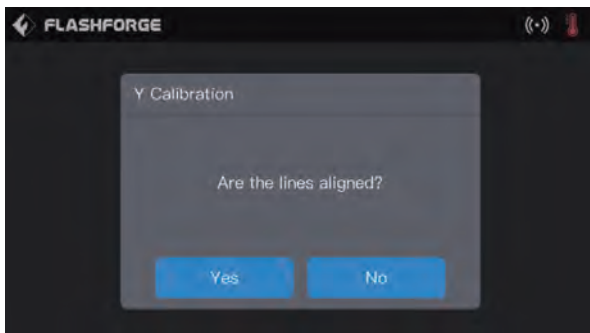 FLASHFORGE
Y Calibration
Are the lines aligned?
Yes
No